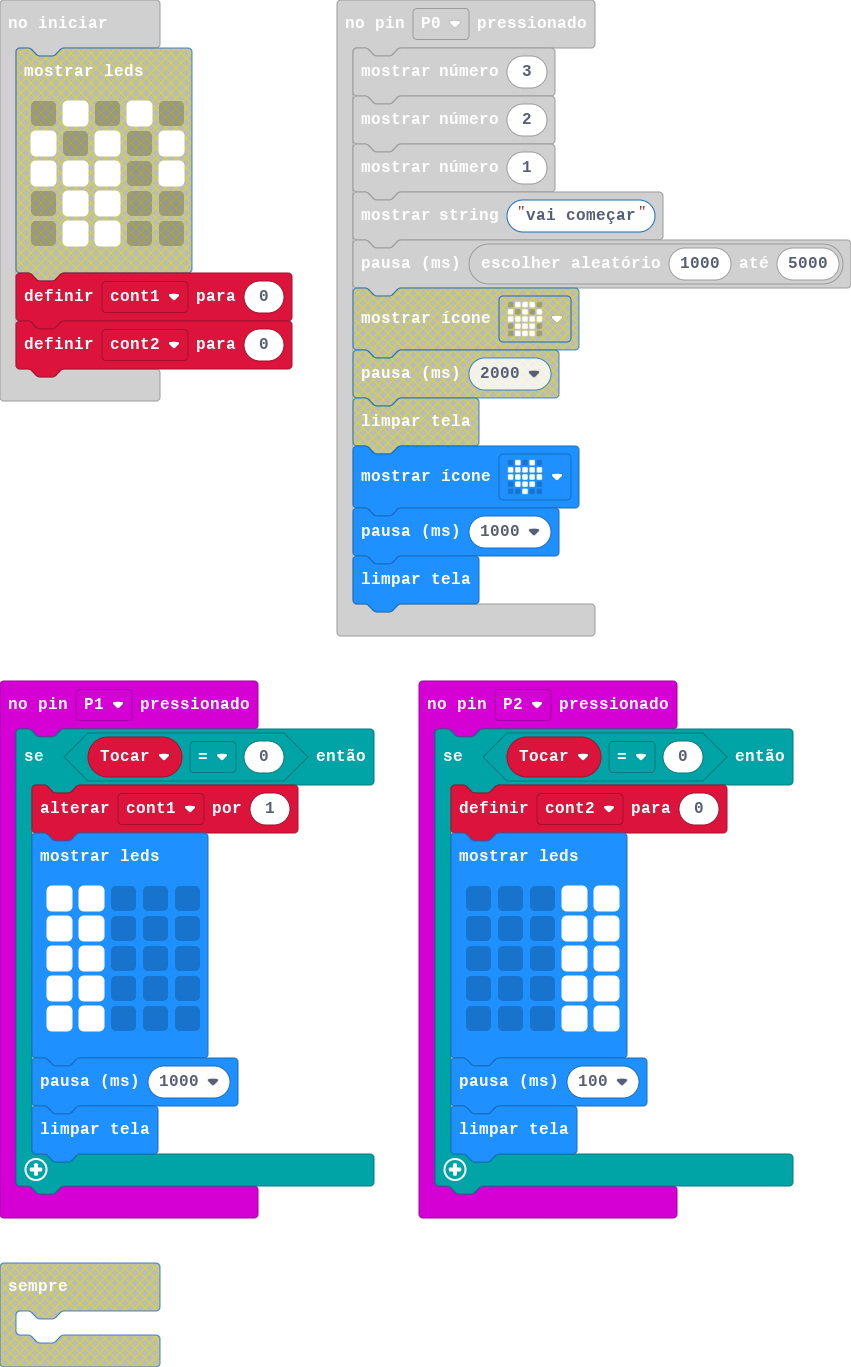 no iniciar
mostrar leds
definir cont1 para 0
definir cont2 para 0
no pin P0 pressionado
mostrar número 3
mostrar número 2
mostrar número 1
mostrar string "vai começar"
pausa (ms) escolher aleatório 1000 até 5000
mostrar ícone
pausa (ms) 2000
limpar tela
mostrar ícone
pausa (ms) 1000
limpar tela
no pin P1 pressionado
se Tocar = 0 então
alterar cont1 por 1
mostrar leds
pausa (ms) 1000
limpar tela
no pin P2 pressionado
se Tocar = 0 então
definir cont2 para 0
mostrar leds
pausa (ms) 100
limpar tela
sempre